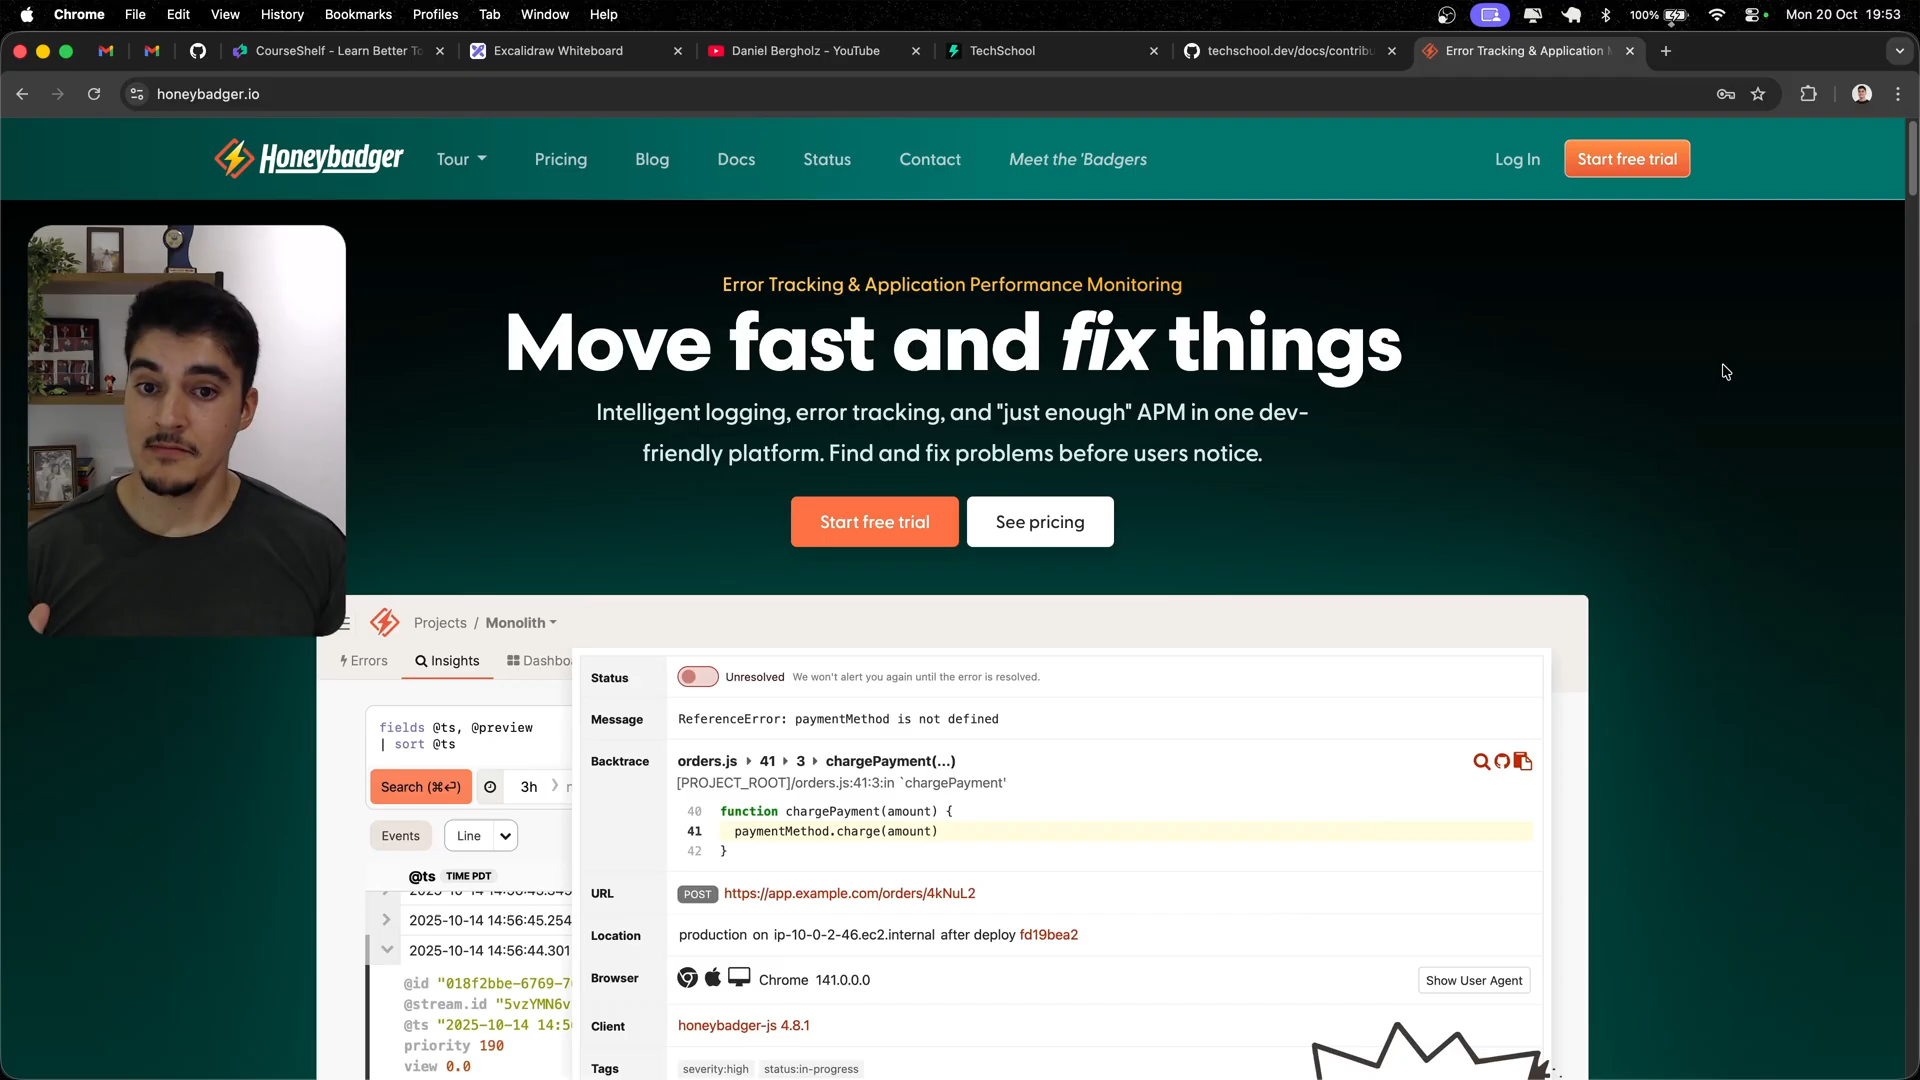 Chrome File Edit View History Bookmarks Profiles Tab Window Help
100% Mon 20 Oct 19:53
CourseShelf - Learn Better To
Excalidraw Whiteboard
Daniel Bergholz - YouTube
TechSchool
techschool.dev/docs/contribu
Error Tracking & Application M
honeybadger.io
Honeybadger
Tour
Pricing
Blog
Docs
Status
Contact
Meet the 'Badgers
Log In
Start free trial
Error Tracking & Application Performance Monitoring
Move fast and fix things
Intelligent logging, error tracking, and "just enough" APM in one dev-
friendly platform. Find and fix problems before users notice.
Start free trial
See pricing
Projects / Monolith
Errors
Insights
Dashbo
fields @ts, @preview
| sort @ts
Search (⌘⏎)
3h
Events
Line
@ts TIME PDT
2025-10-14 14:56:45.254
2025-10-14 14:56:44.301
@id "018f2bbe-6769-7
@stream.id "5vzYMN6v
@ts "2025-10-14 14:5
priority 190
view 0.0
Status Unresolved We won't alert you again until the error is resolved.
Message ReferenceError: paymentMethod is not defined
Backtrace orders.js 41 3 chargePayment(...)
[PROJECT_ROOT]/orders.js:41:3:in `chargePayment'
40 function chargePayment(amount) {
41 paymentMethod.charge(amount)
42 }
URL POST https://app.example.com/orders/4kNuL2
Location production on ip-10-0-2-46.ec2.internal after deploy fd19bea2
Browser Chrome 141.0.0.0 Show User Agent
Client honeybadger-js 4.8.1
Tags severity:high status:in-progress